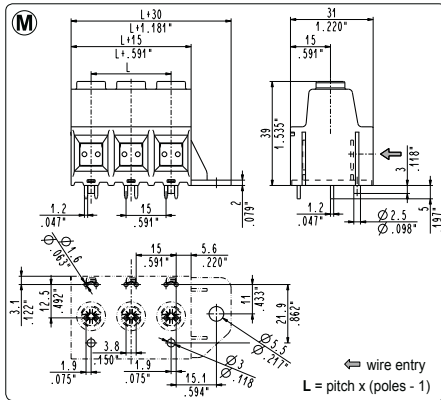 M
L+30
L+1.181"
L+15
L+.591"
L
31
1.220"
15
.591"
39
1.535"
3
.118"
5
.197"
2
.079"
1.2
.047"
15
.591"
1.2
.047"
Ø 2.5
Ø .098"
Ø 1.6
Ø .063"
15
.591"
5.6
.220"
3.1
.122"
12.5
.492"
11
.433"
21.9
.862"
3.8
.150"
1.9
.075"
1.9
.075"
Ø 3
Ø .118
Ø 5.5
Ø .217"
15.1
.594"
wire entry
L = pitch x (poles - 1)